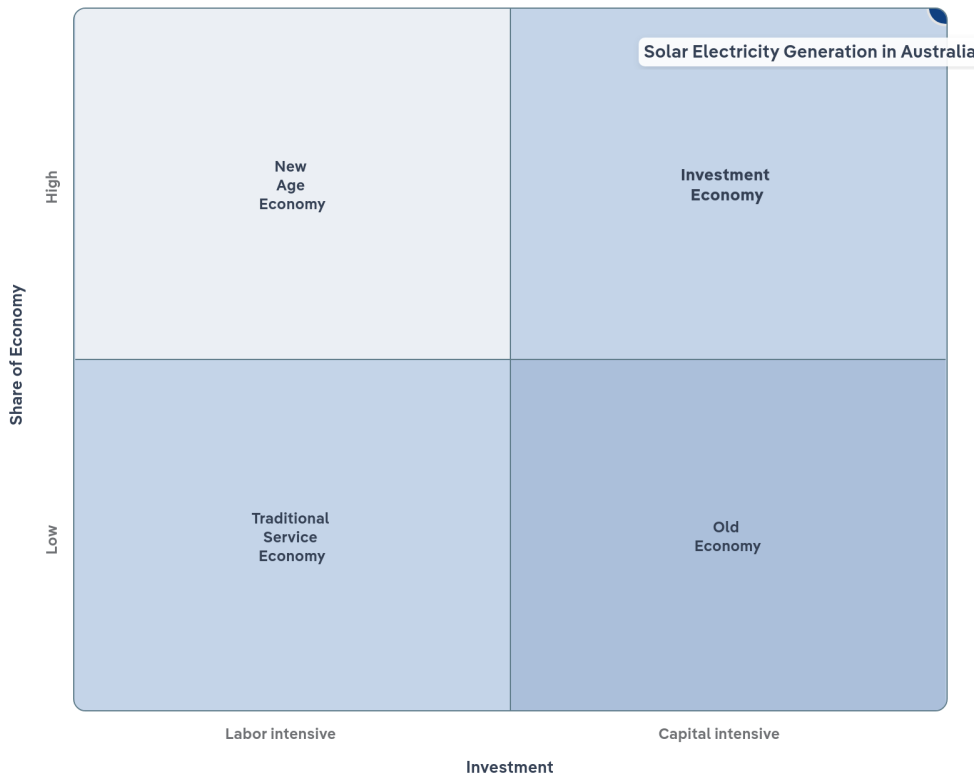 Solar Electricity Generation in Australia
New
Age
Economy
Investment
Economy
High
Share of Economy
Traditional
Service
Economy
Old
Economy
Low
Labor intensive
Capital intensive
Investment